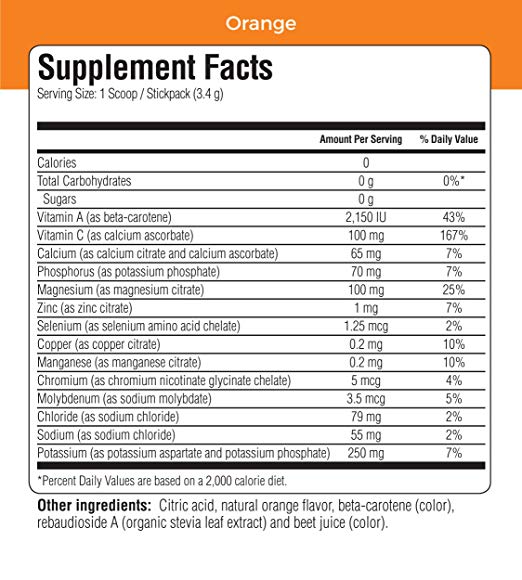 Orange
Supplement Facts
Serving Size: 1 Scoop / Stickpack (3.4 g)
Amount Per Serving % Daily Value
Calories 0
Total Carbohydrates 0 g 0%*
Sugars 0 g
Vitamin A (as beta-carotene) 2,150 IU 43%
Vitamin C (as calcium ascorbate) 100 mg 167%
Calcium (as calcium citrate and calcium ascorbate) 65 mg 7%
Phosphorus (as potassium phosphate) 70 mg 7%
Magnesium (as magnesium citrate) 100 mg 25%
Zinc (as zinc citrate) 1 mg 7%
Selenium (as selenium amino acid chelate) 1.25 mcg 2%
Copper (as copper citrate) 0.2 mg 10%
Manganese (as manganese citrate) 0.2 mg 10%
Chromium (as chromium nicotinate glycinate chelate) 5 mcg 4%
Molybdenum (as sodium molybdate) 3.5 mcg 5%
Chloride (as sodium chloride) 79 mg 2%
Sodium (as sodium chloride) 55 mg 2%
Potassium (as potassium aspartate and potassium phosphate) 250 mg 7%
*Percent Daily Values are based on a 2,000 calorie diet.
Other ingredients: Citric acid, natural orange flavor, beta-carotene (color),
rebaudioside A (organic stevia leaf extract) and beet juice (color).